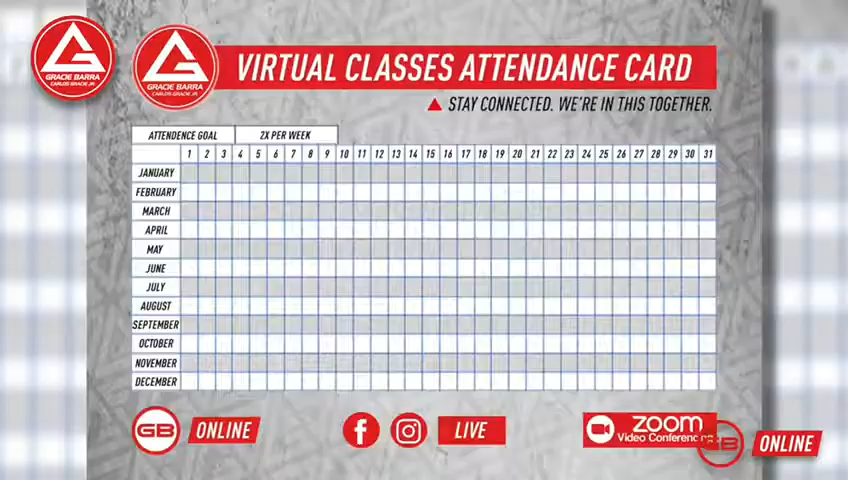 GRACIE BARRA
CARLOS GRACIE JR.
GRACIE BARRA
CARLOS GRACIE JR.
VIRTUAL CLASSES ATTENDANCE CARD
STAY CONNECTED. WE'RE IN THIS TOGETHER.
ATTENDENCE GOAL 2X PER WEEK
1 2 3 4 5 6 7 8 9 10 11 12 13 14 15 16 17 18 19 20 21 22 23 24 25 26 27 28 29 30 31
JANUARY
FEBRUARY
MARCH
APRIL
MAY
JUNE
JULY
AUGUST
SEPTEMBER
OCTOBER
NOVEMBER
DECEMBER
GB ONLINE
LIVE
zoom
Video Conferencing
GB ONLINE